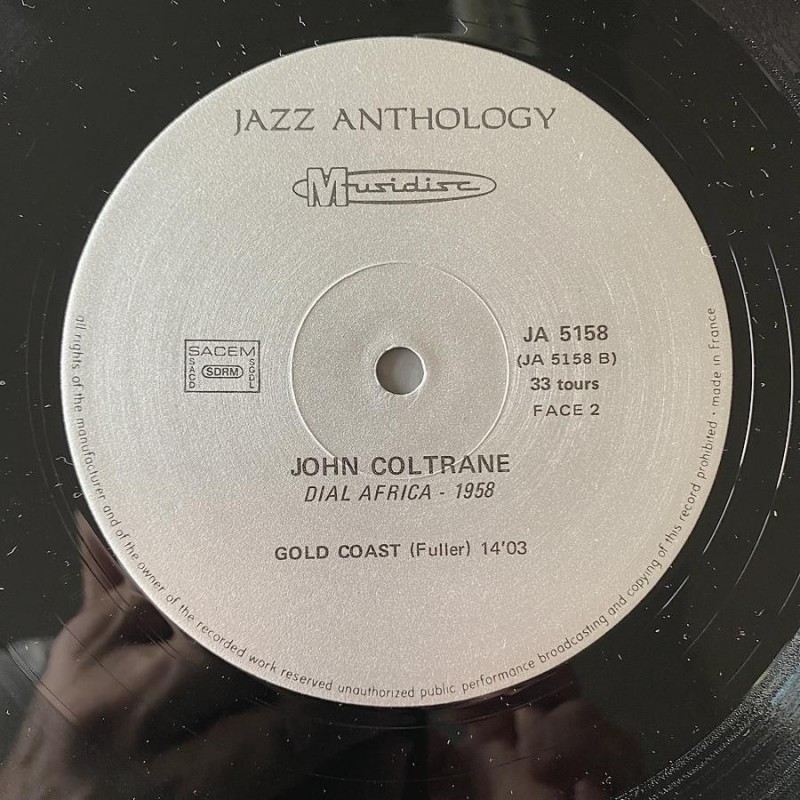 JAZZ ANTHOLOGY
Musidisc
SACEM
SACD
SDRM
SGDL
JA 5158
(JA 5158 B)
33 tours
FACE 2
JOHN COLTRANE
DIAL AFRICA - 1958
GOLD COAST (Fuller) 14'03
all rights of the manufacturer and of the owner of the recorded work reserved unauthorized public performance broadcasting and copying of this record prohibited · made in France